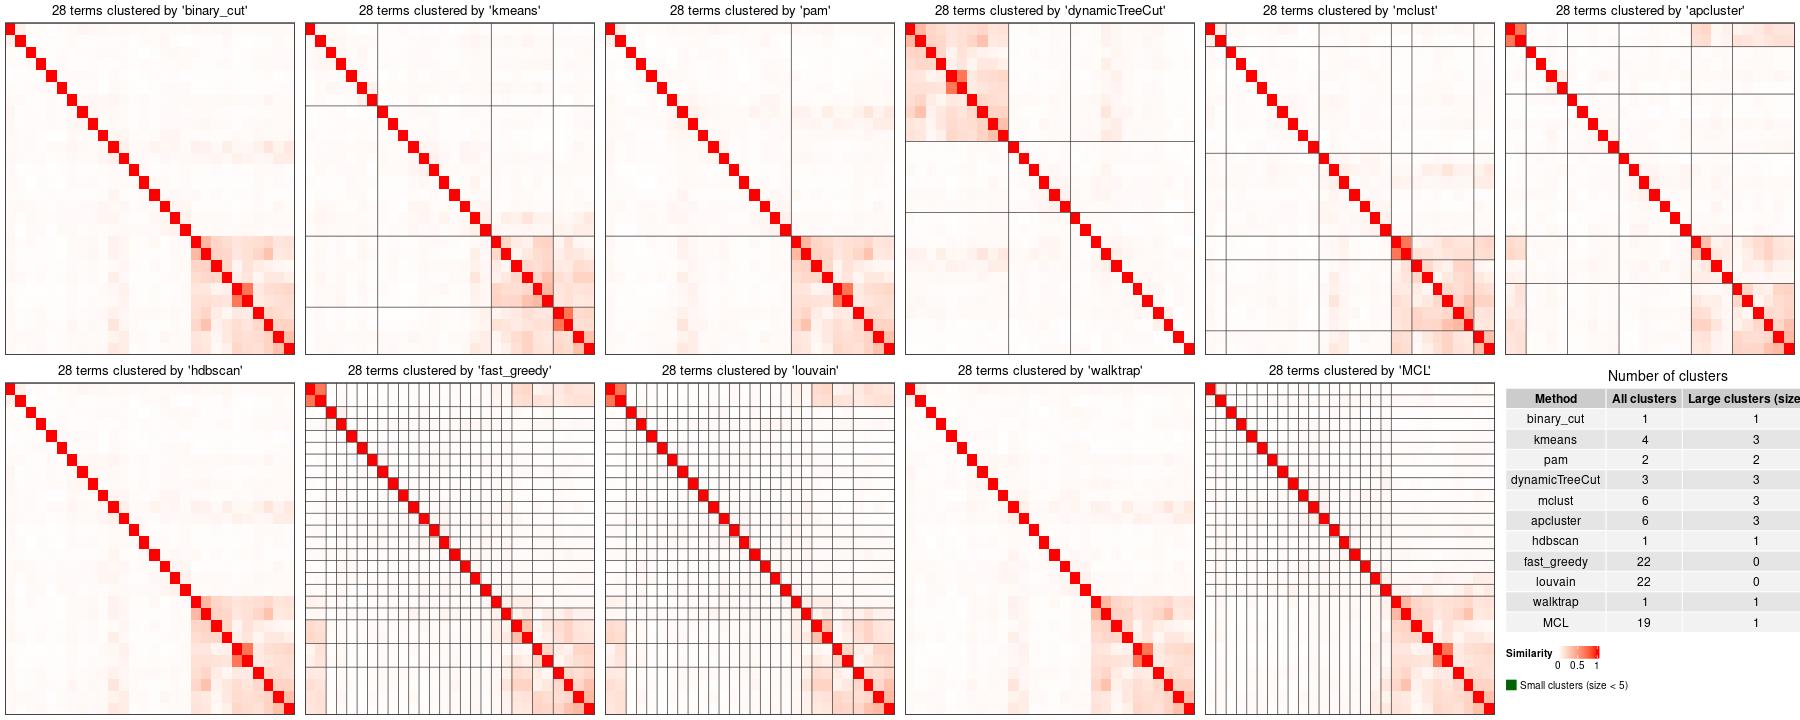 28 terms clustered by 'binary_cut'
28 terms clustered by 'kmeans'
28 terms clustered by 'pam'
28 terms clustered by 'dynamicTreeCut'
28 terms clustered by 'mclust'
28 terms clustered by 'apcluster'
28 terms clustered by 'hdbscan'
28 terms clustered by 'fast_greedy'
28 terms clustered by 'louvain'
28 terms clustered by 'walktrap'
28 terms clustered by 'MCL'
Number of clusters
Method All clusters Large clusters (size
binary_cut 1 1
kmeans 4 3
pam 2 2
dynamicTreeCut 3 3
mclust 6 3
apcluster 6 3
hdbscan 1 1
fast_greedy 22 0
louvain 22 0
walktrap 1 1
MCL 19 1
Similarity
0 0.5 1
Small clusters (size < 5)